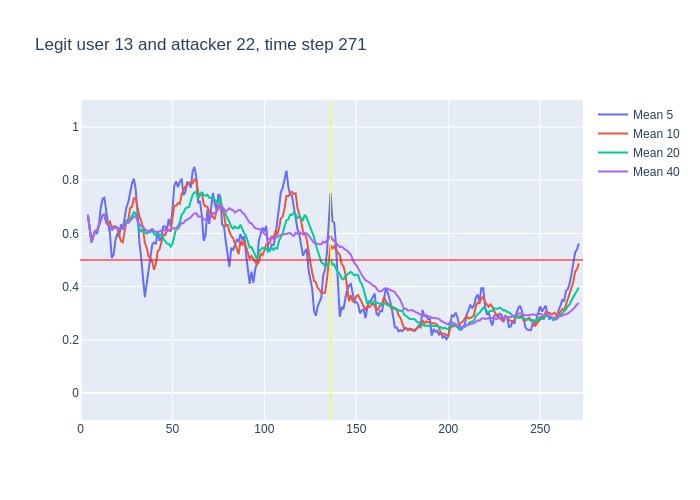 Legit user 13 and attacker 22, time step 271
Mean 5
Mean 10
Mean 20
Mean 40
1
0.8
0.6
0.4
0.2
0
0 50 100 150 200 250